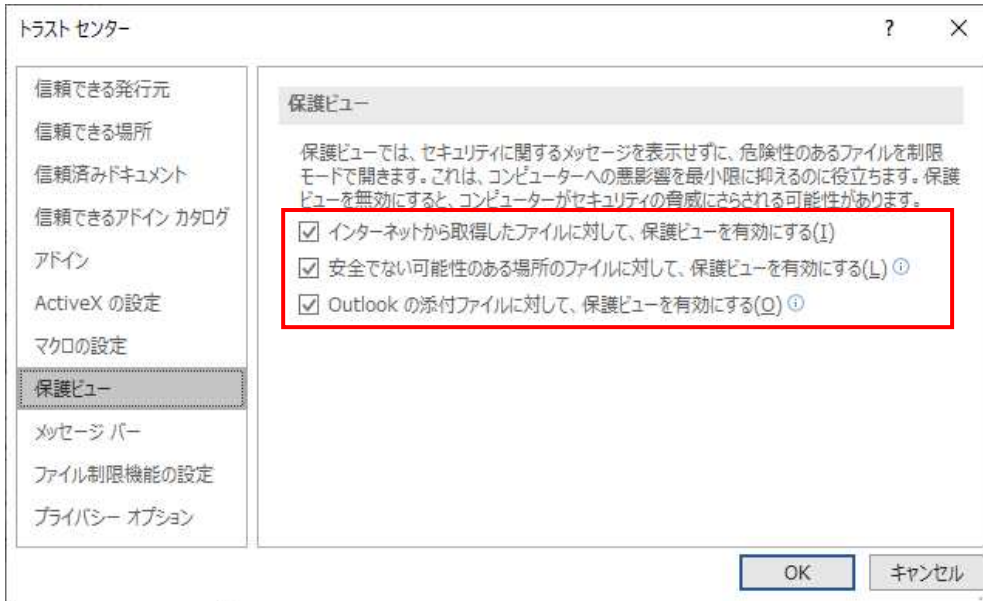 トラスト センター
?
信頼できる発行元
信頼できる場所
信頼済みドキュメント
信頼できるアドイン カタログ
アドイン
ActiveX の設定
マクロの設定
保護ビュー
メッセージ バー
ファイル制限機能の設定
プライバシー オプション
保護ビュー
保護ビューでは、セキュリティに関するメッセージを表示せずに、危険性のあるファイルを制限
モードで開きます。これは、コンピューターへの悪影響を最小限に抑えるのに役立ちます。保護
ビューを無効にすると、コンピューターがセキュリティの脅威にさらされる可能性があります。
インターネットから取得したファイルに対して、保護ビューを有効にする(I)
安全でない可能性のある場所のファイルに対して、保護ビューを有効にする(L)
Outlook の添付ファイルに対して、保護ビューを有効にする(O)
OK
キャンセル